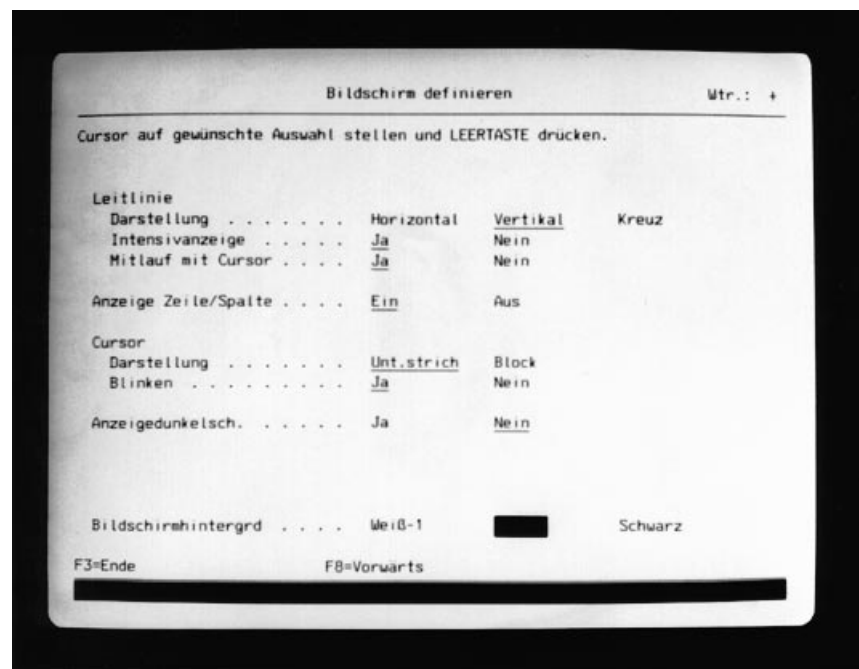 Bildschirm definieren Wtr.: +
Cursor auf gewünschte Auswahl stellen und LEERTASTE drücken.
Leitlinie
Darstellung . . . . . . . Horizontal Vertikal Kreuz
Intensivanzeige . . . . . Ja Nein
Mitlauf mit Cursor . . . . Ja Nein
Anzeige Zeile/Spalte . . . . Ein Aus
Cursor
Darstellung . . . . . . . Unt.strich Block
Blinken . . . . . . . . . Ja Nein
Anzeigedunkelsch. . . . . . Ja Nein
Bildschirmhintergrd . . . . Weiß-1 Schwarz
F3=Ende F8=Vorwärts